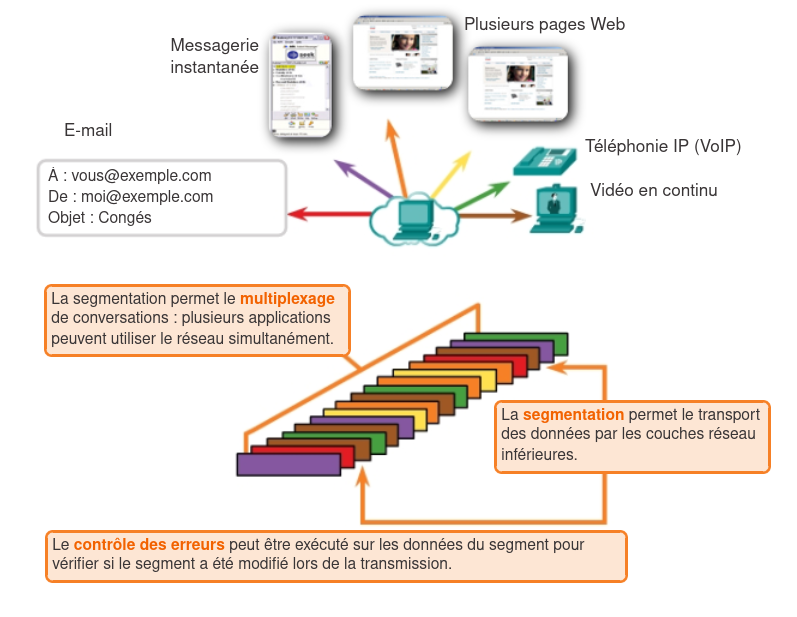 Plusieurs pages Web
Messagerie
instantanée
E-mail
Téléphonie IP (VoIP)
À : vous@exemple.com
De : moi@exemple.com
Objet : Congés
Vidéo en continu
La segmentation permet le multiplexage
de conversations : plusieurs applications
peuvent utiliser le réseau simultanément.
La segmentation permet le transport
des données par les couches réseau
inférieures.
Le contrôle des erreurs peut être exécuté sur les données du segment pour
vérifier si le segment a été modifié lors de la transmission.